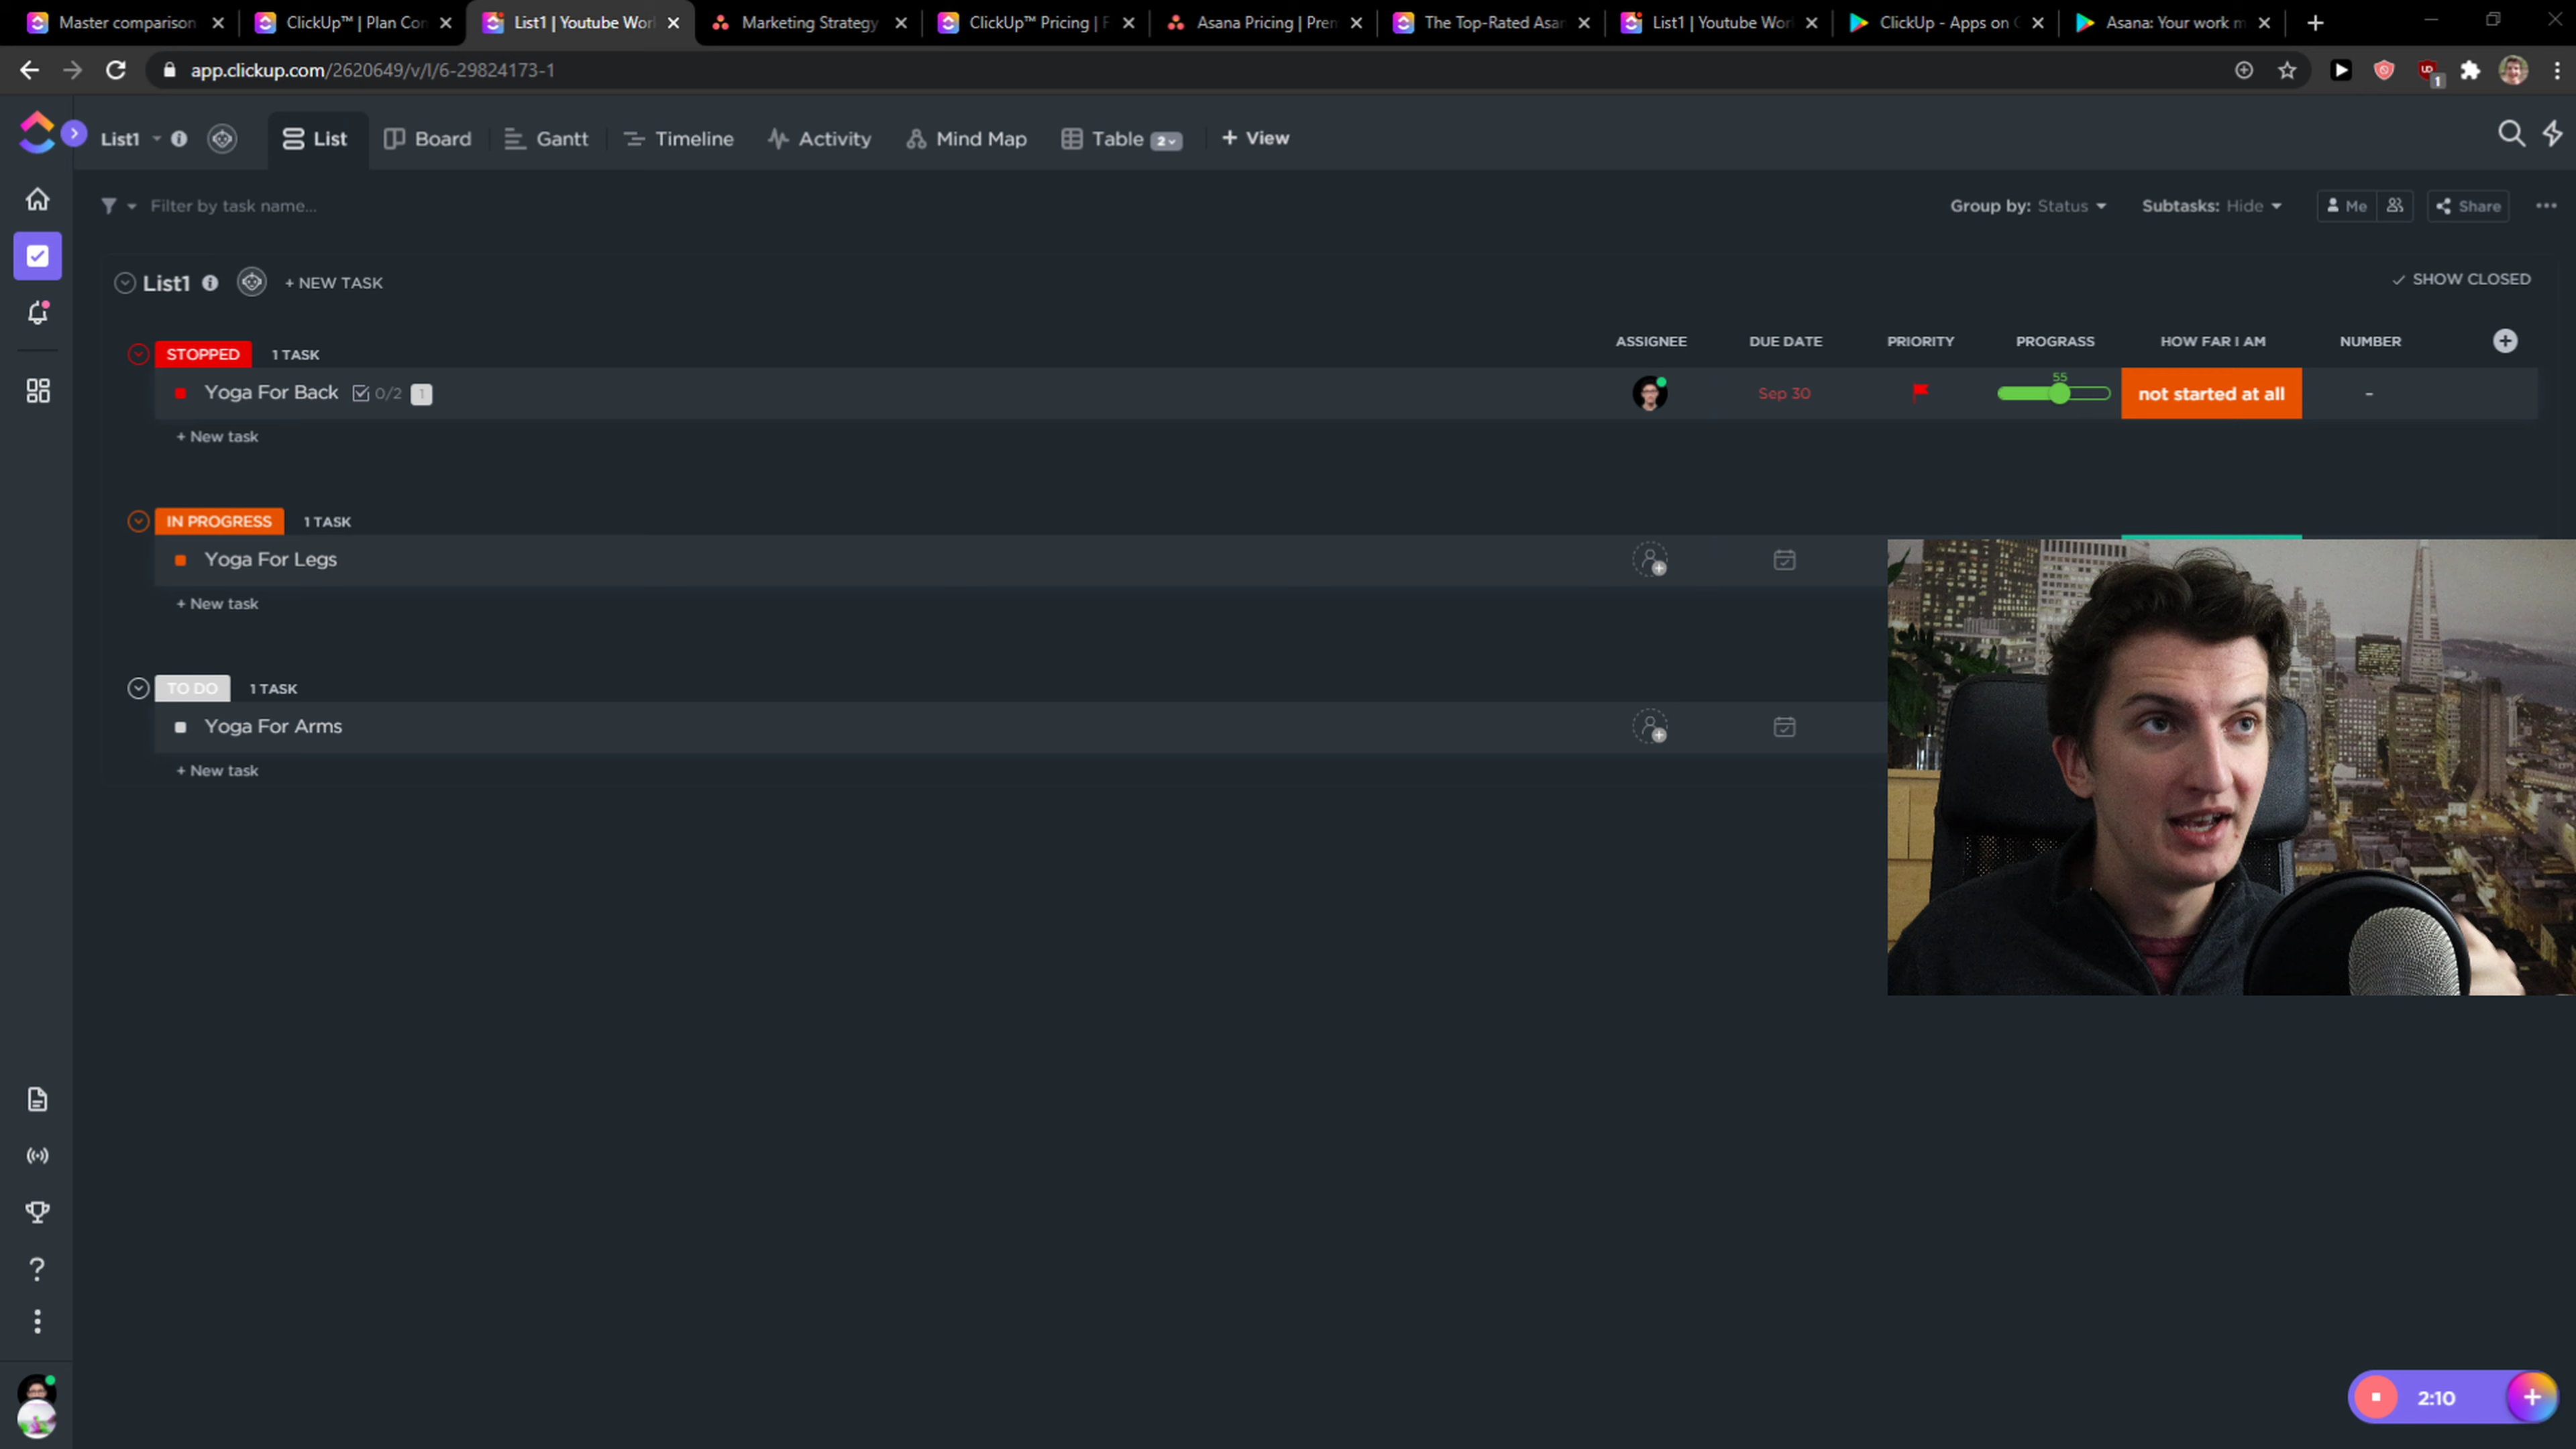 Master comparison
ClickUp™ | Plan Con
List1 | Youtube Wor
Marketing Strategy
ClickUp™ Pricing | F
Asana Pricing | Pren
The Top-Rated Asan
List1 | Youtube Wor
ClickUp - Apps on G
Asana: Your work m
app.clickup.com/2620649/v/l/6-29824173-1
1
List1
List
Board
Gantt
Timeline
Activity
Mind Map
Table 2
+ View
Filter by task name...
Group by: Status
Subtasks: Hide
Me
Share
List1
+ NEW TASK
SHOW CLOSED
STOPPED 1 TASK
ASSIGNEE DUE DATE PRIORITY PROGRASS HOW FAR I AM NUMBER
Yoga For Back 0/2 1
Sep 30
55
not started at all
-
+ New task
IN PROGRESS 1 TASK
Yoga For Legs
+ New task
TO DO 1 TASK
Yoga For Arms
+ New task
2:10